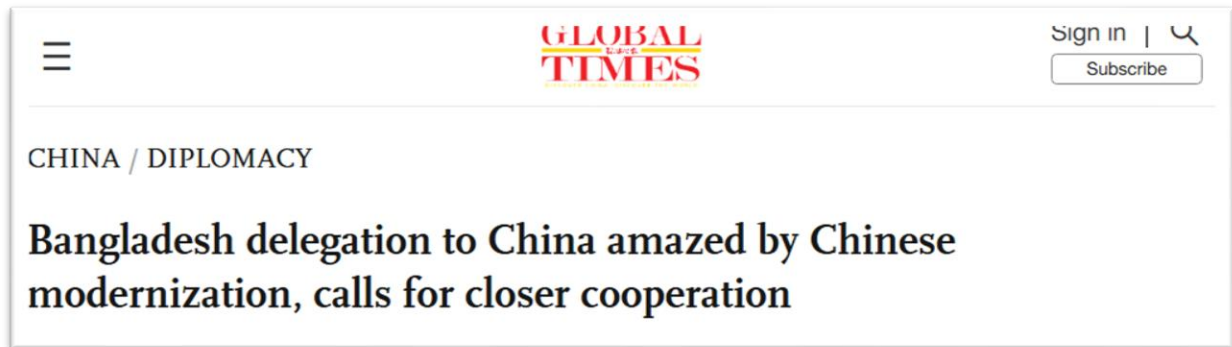 Sign in
GLOBAL
TIMES
Subscribe
CHINA / DIPLOMACY
Bangladesh delegation to China amazed by Chinese
modernization, calls for closer cooperation